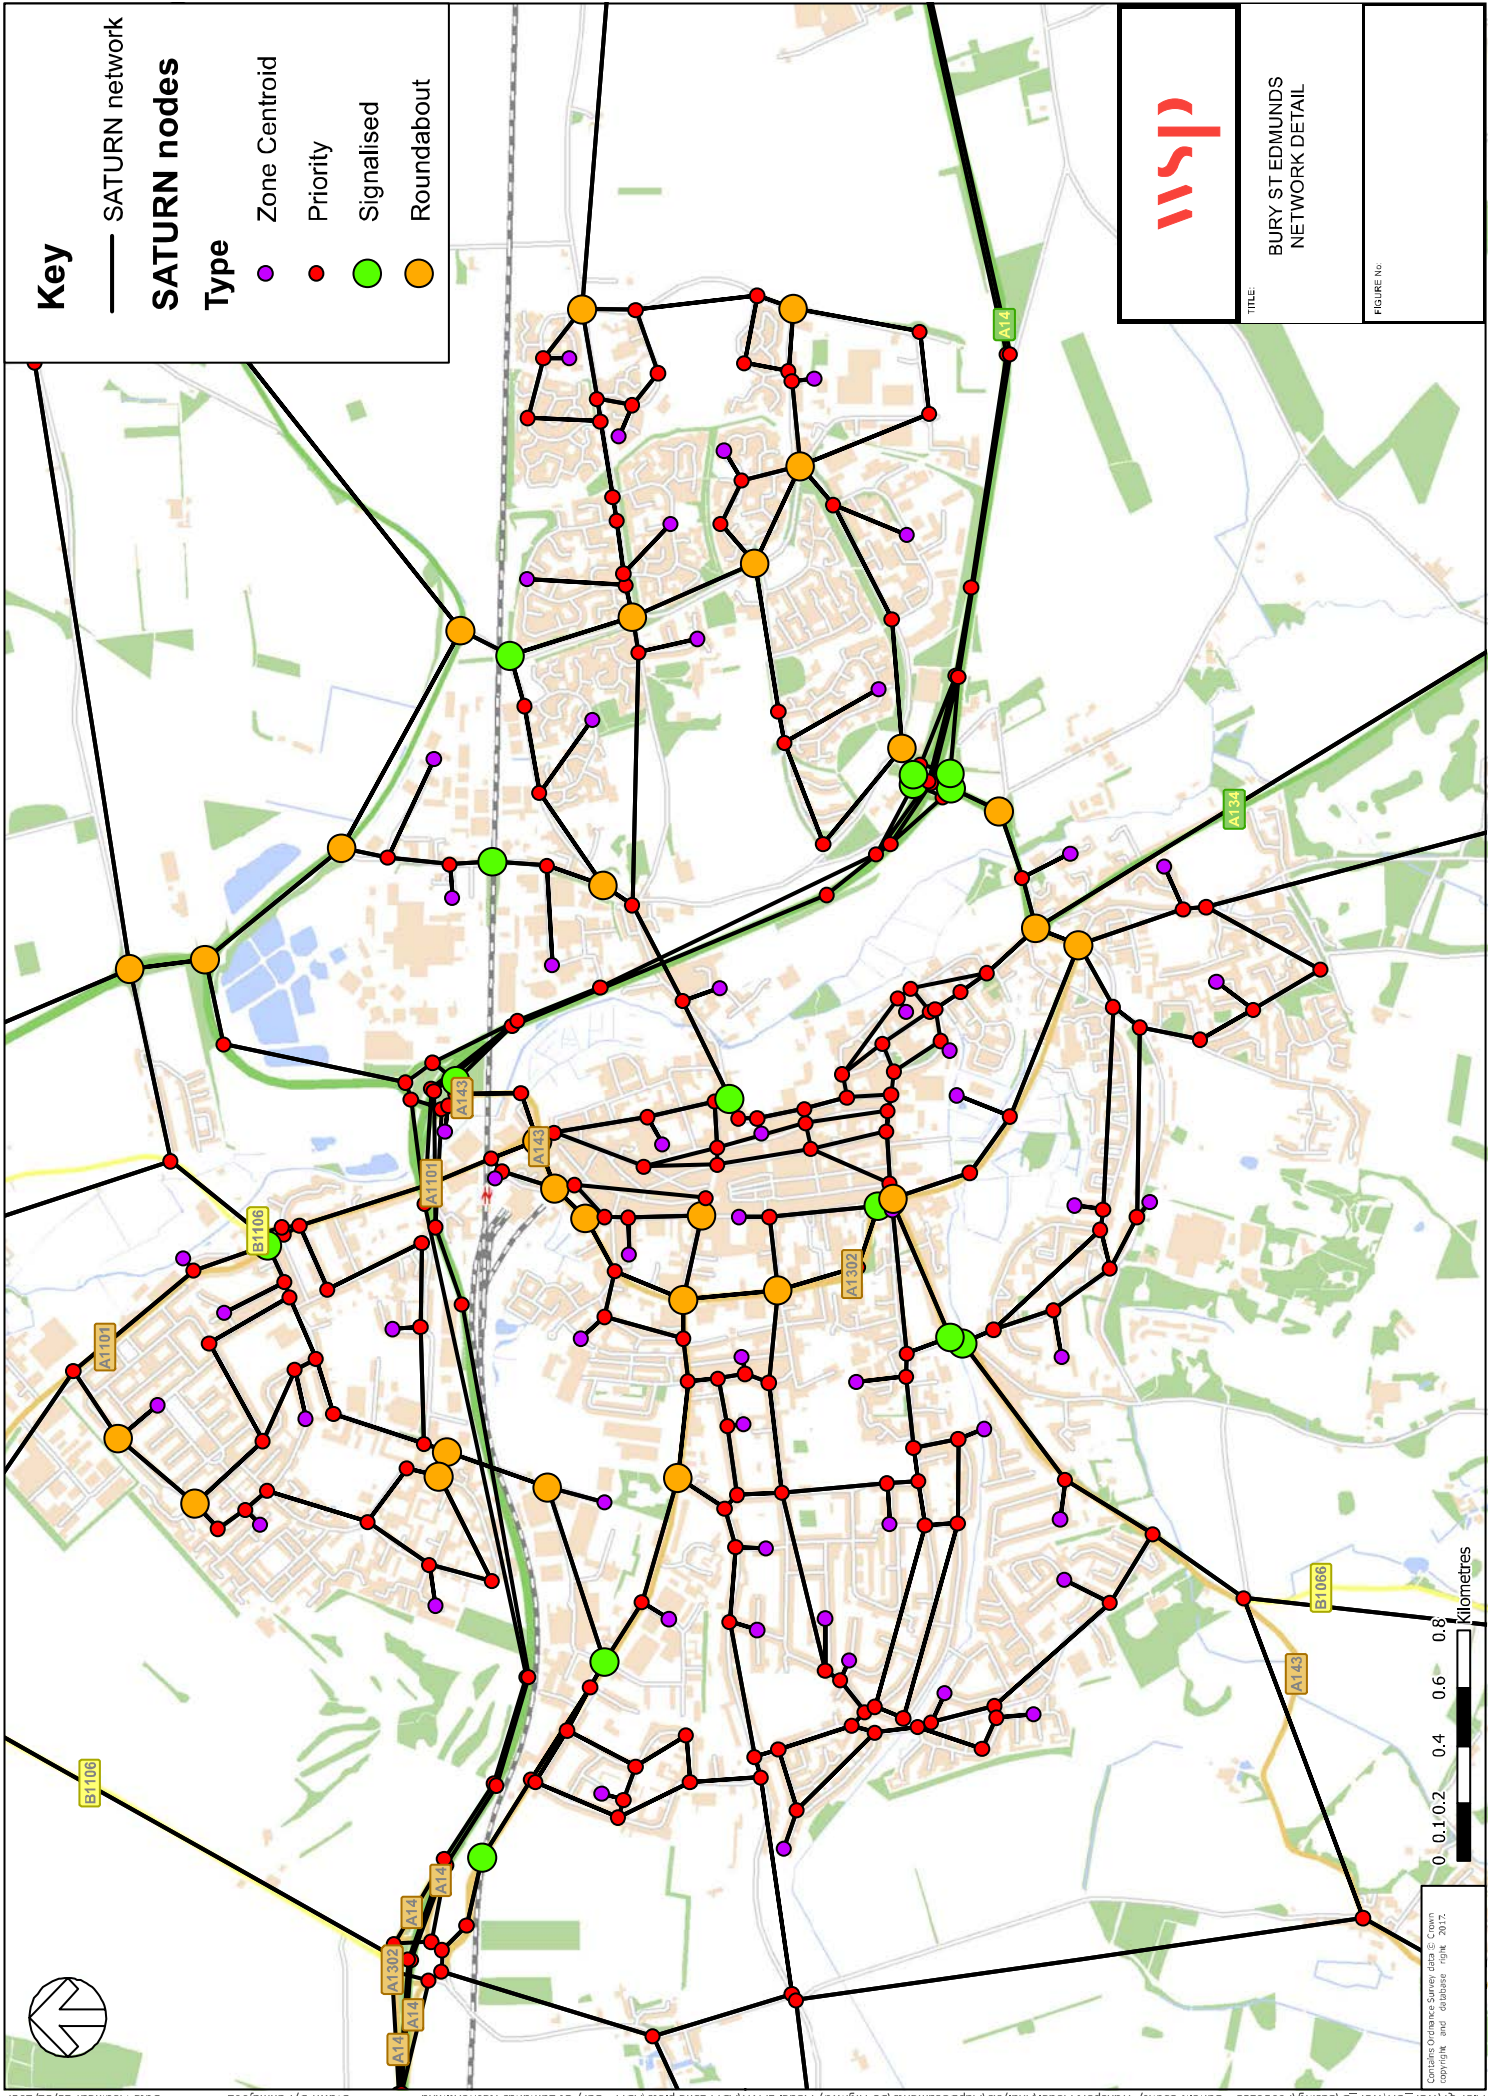 Key
SATURN network
SATURN nodes
Type
Zone Centroid
Priority
Signalised
Roundabout
wsp
TITLE:
BURY ST EDMUNDS
NETWORK DETAIL
FIGURE No:
A14
A134
A143
A143
A1101
B1106
A1101
A1302
B1066
A143
B1106
A14
A14
A1302
A14
A14
0 0.1 0.2 0.4 0.6 0.8
Kilometres
Contains Ordnance Survey data © Crown
copyright and database right 2017.